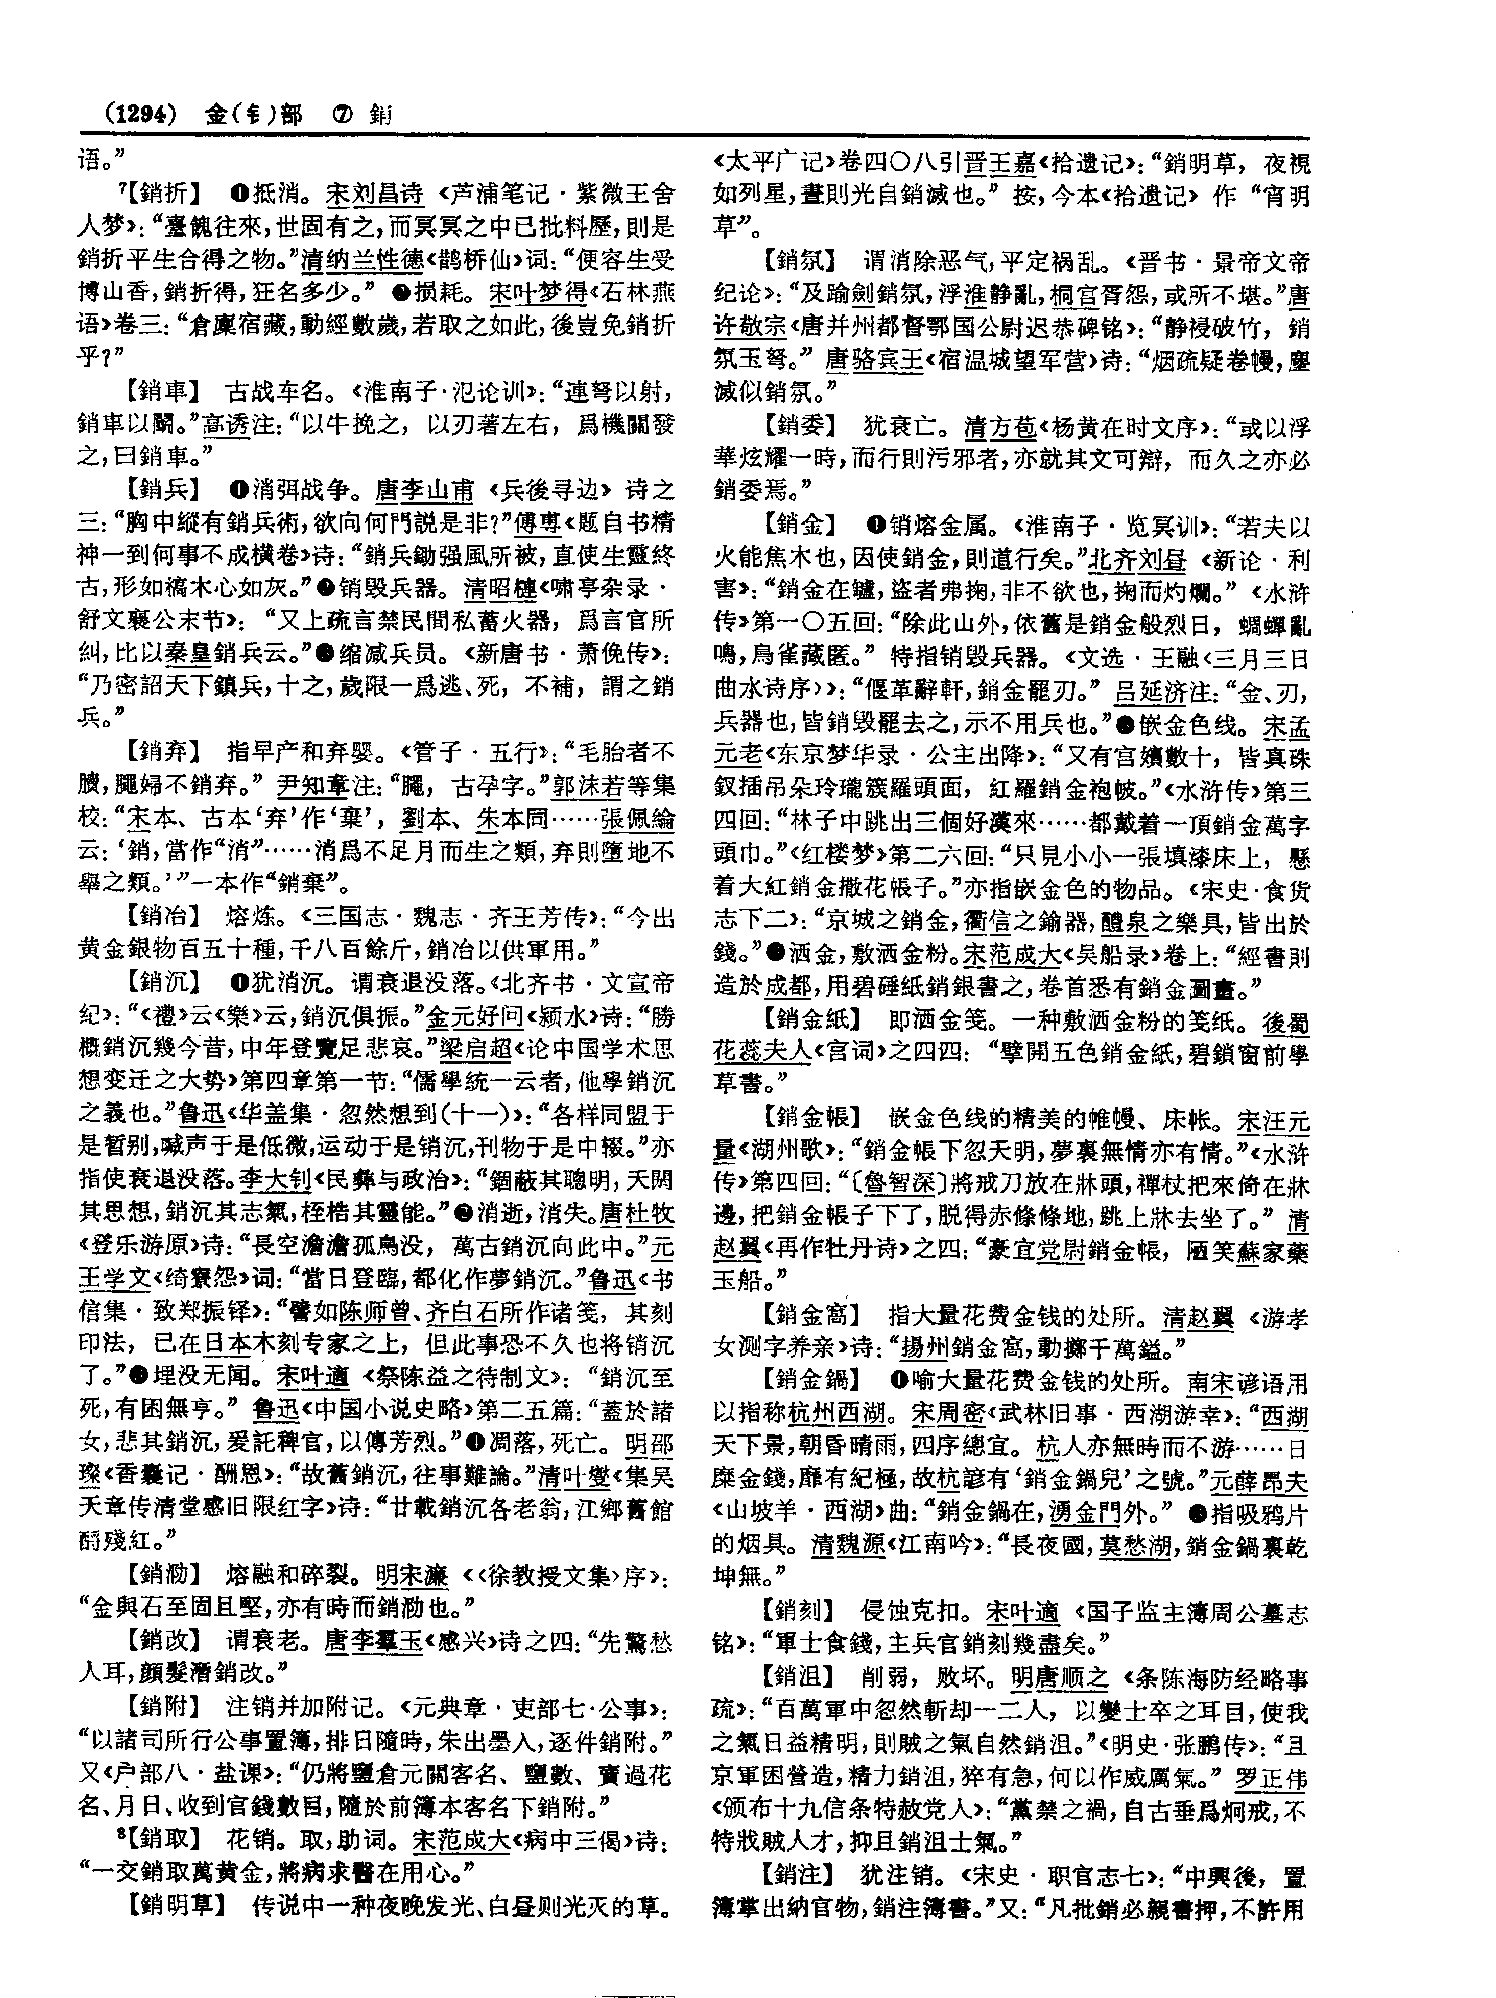 (1294) 金(钅)部 ⑦ 銷
语。”
⁷【銷折】 ❶抵消。宋刘昌诗《芦浦笔记·紫微王舍
人梦》：“臺餽往來，世固有之，而冥冥之中已批料歷，則是
銷折平生合得之物。”清纳兰性德《鹊桥仙》词：“便容生受
博山香，銷折得，狂名多少。” ❷损耗。宋叶梦得《石林燕
语》卷三：“倉廩宿藏，動經數歲，若取之如此，後豈免銷折
乎？”
【銷車】 古战车名。《淮南子·氾论训》：“連弩以射，
銷車以鬭。”高诱注：“以牛挽之，以刃著左右，爲機關發
之，曰銷車。”
【銷兵】 ❶消弭战争。唐李山甫《兵後寻边》诗之
三：“胸中縱有銷兵術，欲向何門説是非？”傅尃《题自书精
神一到何事不成横卷》诗：“銷兵鋤强風所被，直使生靈終
古，形如槁木心如灰。”❷销毁兵器。清昭槤《啸亭杂录·
舒文襄公末节》：“又上疏言禁民間私蓄火器，爲言官所
糾，比以秦皇銷兵云。”❸缩减兵员。《新唐书·萧俛传》：
“乃密詔天下鎮兵，十之，歲限一爲逃、死，不補，謂之銷
兵。”
【銷弃】 指早产和弃婴。《管子·五行》：“毛胎者不
䐗，䐓婦不銷弃。”尹知章注：“䐓，古孕字。”郭沫若等集
校：“宋本、古本‘弃’作‘棄’，劉本、朱本同……張佩綸
云：‘銷，當作“消”……消爲不足月而生之類，弃則墮地不
舉之類。’”一本作“銷棄”。
【銷冶】 熔炼。《三国志·魏志·齐王芳传》：“今出
黄金銀物百五十種，千八百餘斤，銷冶以供軍用。”
【銷沉】 ❶犹消沉。谓衰退没落。《北齐书·文宣帝
纪》：“《禮》云《樂》云，銷沉俱振。”金元好问《颍水》诗：“勝
概銷沉幾今昔，中年登覽足悲哀。”梁启超《论中国学术思
想变迁之大势》第四章第一节：“儒學統一云者，他學銷沉
之義也。”鲁迅《华盖集·忽然想到(十一)》：“各样同盟于
是暂别，喊声于是低微，运动于是销沉，刊物于是中辍。”亦
指使衰退没落。李大钊《民彝与政治》：“錮蔽其聰明，夭閼
其思想，銷沉其志氣，桎梏其靈能。”❷消逝，消失。唐杜牧
《登乐游原》诗：“長空澹澹孤鳥没，萬古銷沉向此中。”元
王学文《绮寮怨》词：“當日登臨，都化作夢銷沉。”鲁迅《书
信集·致郑振铎》：“譬如陈师曾、齐白石所作诸笺，其刻
印法，已在日本木刻专家之上，但此事恐不久也将销沉
了。”❸埋没无闻。宋叶適《祭陈益之待制文》：“銷沉至
死，有困無亨。”鲁迅《中国小说史略》第二五篇：“蓋於諸
女，悲其銷沉，爰託稗官，以傳芳烈。”❹凋落，死亡。明邵
璨《香囊记·酬恩》：“故舊銷沉，往事難論。”清叶燮《集吴
天章传清堂感旧限红字》诗：“廿載銷沉各老翁，江鄉舊館
酹殘紅。”
【銷泐】 熔融和碎裂。明宋濂《〈徐教授文集〉序》：
“金與石至固且堅，亦有時而銷泐也。”
【銷改】 谓衰老。唐李羣玉《感兴》诗之四：“先驚愁
人耳，顔髮潛銷改。”
【銷附】 注销并加附记。《元典章·吏部七·公事》：
“以諸司所行公事置簿，排日隨時，朱出墨入，逐件銷附。”
又《户部八·盐课》：“仍將鹽倉元關客名、鹽數、賣過花
名、月日、收到官錢數目，隨於前簿本客名下銷附。”
⁸【銷取】 花销。取，助词。宋范成大《病中三偈》诗：
“一交銷取萬黄金，將病求醫在用心。”
【銷明草】 传说中一种夜晚发光、白昼则光灭的草。
《太平广记》卷四〇八引晋王嘉《拾遗记》：“銷明草，夜視
如列星，晝則光自銷滅也。”按，今本《拾遗记》作“宵明
草”。
【銷氛】 谓消除恶气，平定祸乱。《晋书·景帝文帝
纪论》：“及踰劍銷氛，浮淮静亂，桐宫胥怨，或所不堪。”唐
许敬宗《唐并州都督鄂国公尉迟恭碑铭》：“静祲破竹，銷
氛玉弩。”唐骆宾王《宿温城望军营》诗：“烟疏疑卷幔，塵
滅似銷氛。”
【銷委】 犹衰亡。清方苞《杨黄在时文序》：“或以浮
華炫耀一時，而行則污邪者，亦就其文可辯，而久之亦必
銷委焉。”
【銷金】 ❶销熔金属。《淮南子·览冥训》：“若夫以
火能焦木也，因使銷金，則道行矣。”北齐刘昼《新论·利
害》：“銷金在罏，盜者弗掬，非不欲也，掬而灼爛。”《水浒
传》第一〇五回：“除此山外，依舊是銷金般烈日，蜩蟬亂
鳴，鳥雀藏匿。”特指销毁兵器。《文选·王融〈三月三日
曲水诗序〉》：“偃革辭軒，銷金罷刃。”吕延济注：“金、刃，
兵器也，皆銷毁罷去之，示不用兵也。”❷嵌金色线。宋孟
元老《东京梦华录·公主出降》：“又有宫嬪數十，皆真珠
釵插吊朵玲瓏簇羅頭面，紅羅銷金袍帔。”《水浒传》第三
四回：“林子中跳出三個好漢來……都戴着一頂銷金萬字
頭巾。”《红楼梦》第二六回：“只見小小一張填漆床上，懸
着大紅銷金撒花帳子。”亦指嵌金色的物品。《宋史·食货
志下二》：“京城之銷金，衢信之鍮器，醴泉之樂具，皆出於
錢。”❸洒金，敷洒金粉。宋范成大《吴船录》卷上：“經書則
造於成都，用碧硾紙銷銀書之，卷首悉有銷金圖畫。”
【銷金紙】 即洒金笺。一种敷洒金粉的笺纸。後蜀
花蕊夫人《宫词》之四四：“擘開五色銷金紙，碧鎖窗前學
草書。”
【銷金帳】 嵌金色线的精美的帷幔、床帐。宋汪元
量《湖州歌》：“銷金帳下忽天明，夢裏無情亦有情。”《水浒
传》第四回：“〔魯智深〕將戒刀放在牀頭，禪杖把來倚在牀
邊，把銷金帳子下了，脱得赤條條地，跳上牀去坐了。”清
赵翼《再作牡丹诗》之四：“豪宜党尉銷金帳，陋笑蘇家藥
玉船。”
【銷金窩】 指大量花费金钱的处所。清赵翼《游孝
女测字养亲》诗：“揚州銷金窩，動擲千萬鎰。”
【銷金鍋】 ❶喻大量花费金钱的处所。南宋谚语用
以指称杭州西湖。宋周密《武林旧事·西湖游幸》：“西湖
天下景，朝昏晴雨，四序總宜。杭人亦無時而不游……日
糜金錢，靡有紀極，故杭諺有‘銷金鍋兒’之號。”元薛昂夫
《山坡羊·西湖》曲：“銷金鍋在，湧金門外。” ❷指吸鸦片
的烟具。清魏源《江南吟》：“長夜國，莫愁湖，銷金鍋裏乾
坤無。”
【銷刻】 侵蚀克扣。宋叶適《国子监主簿周公墓志
铭》：“軍士食錢，主兵官銷刻幾盡矣。”
【銷沮】 削弱，败坏。明唐顺之《条陈海防经略事
疏》：“百萬軍中忽然斬却一二人，以變士卒之耳目，使我
之氣日益精明，則賊之氣自然銷沮。”《明史·张鹏传》：“且
京軍困營造，精力銷沮，猝有急，何以作威厲氣。”罗正伟
《颁布十九信条特赦党人》：“黨禁之禍，自古垂爲炯戒，不
特戕賊人才，抑且銷沮士氣。”
【銷注】 犹注销。《宋史·职官志七》：“中興後，置
簿掌出納官物，銷注簿書。”又：“凡批銷必親書押，不許用